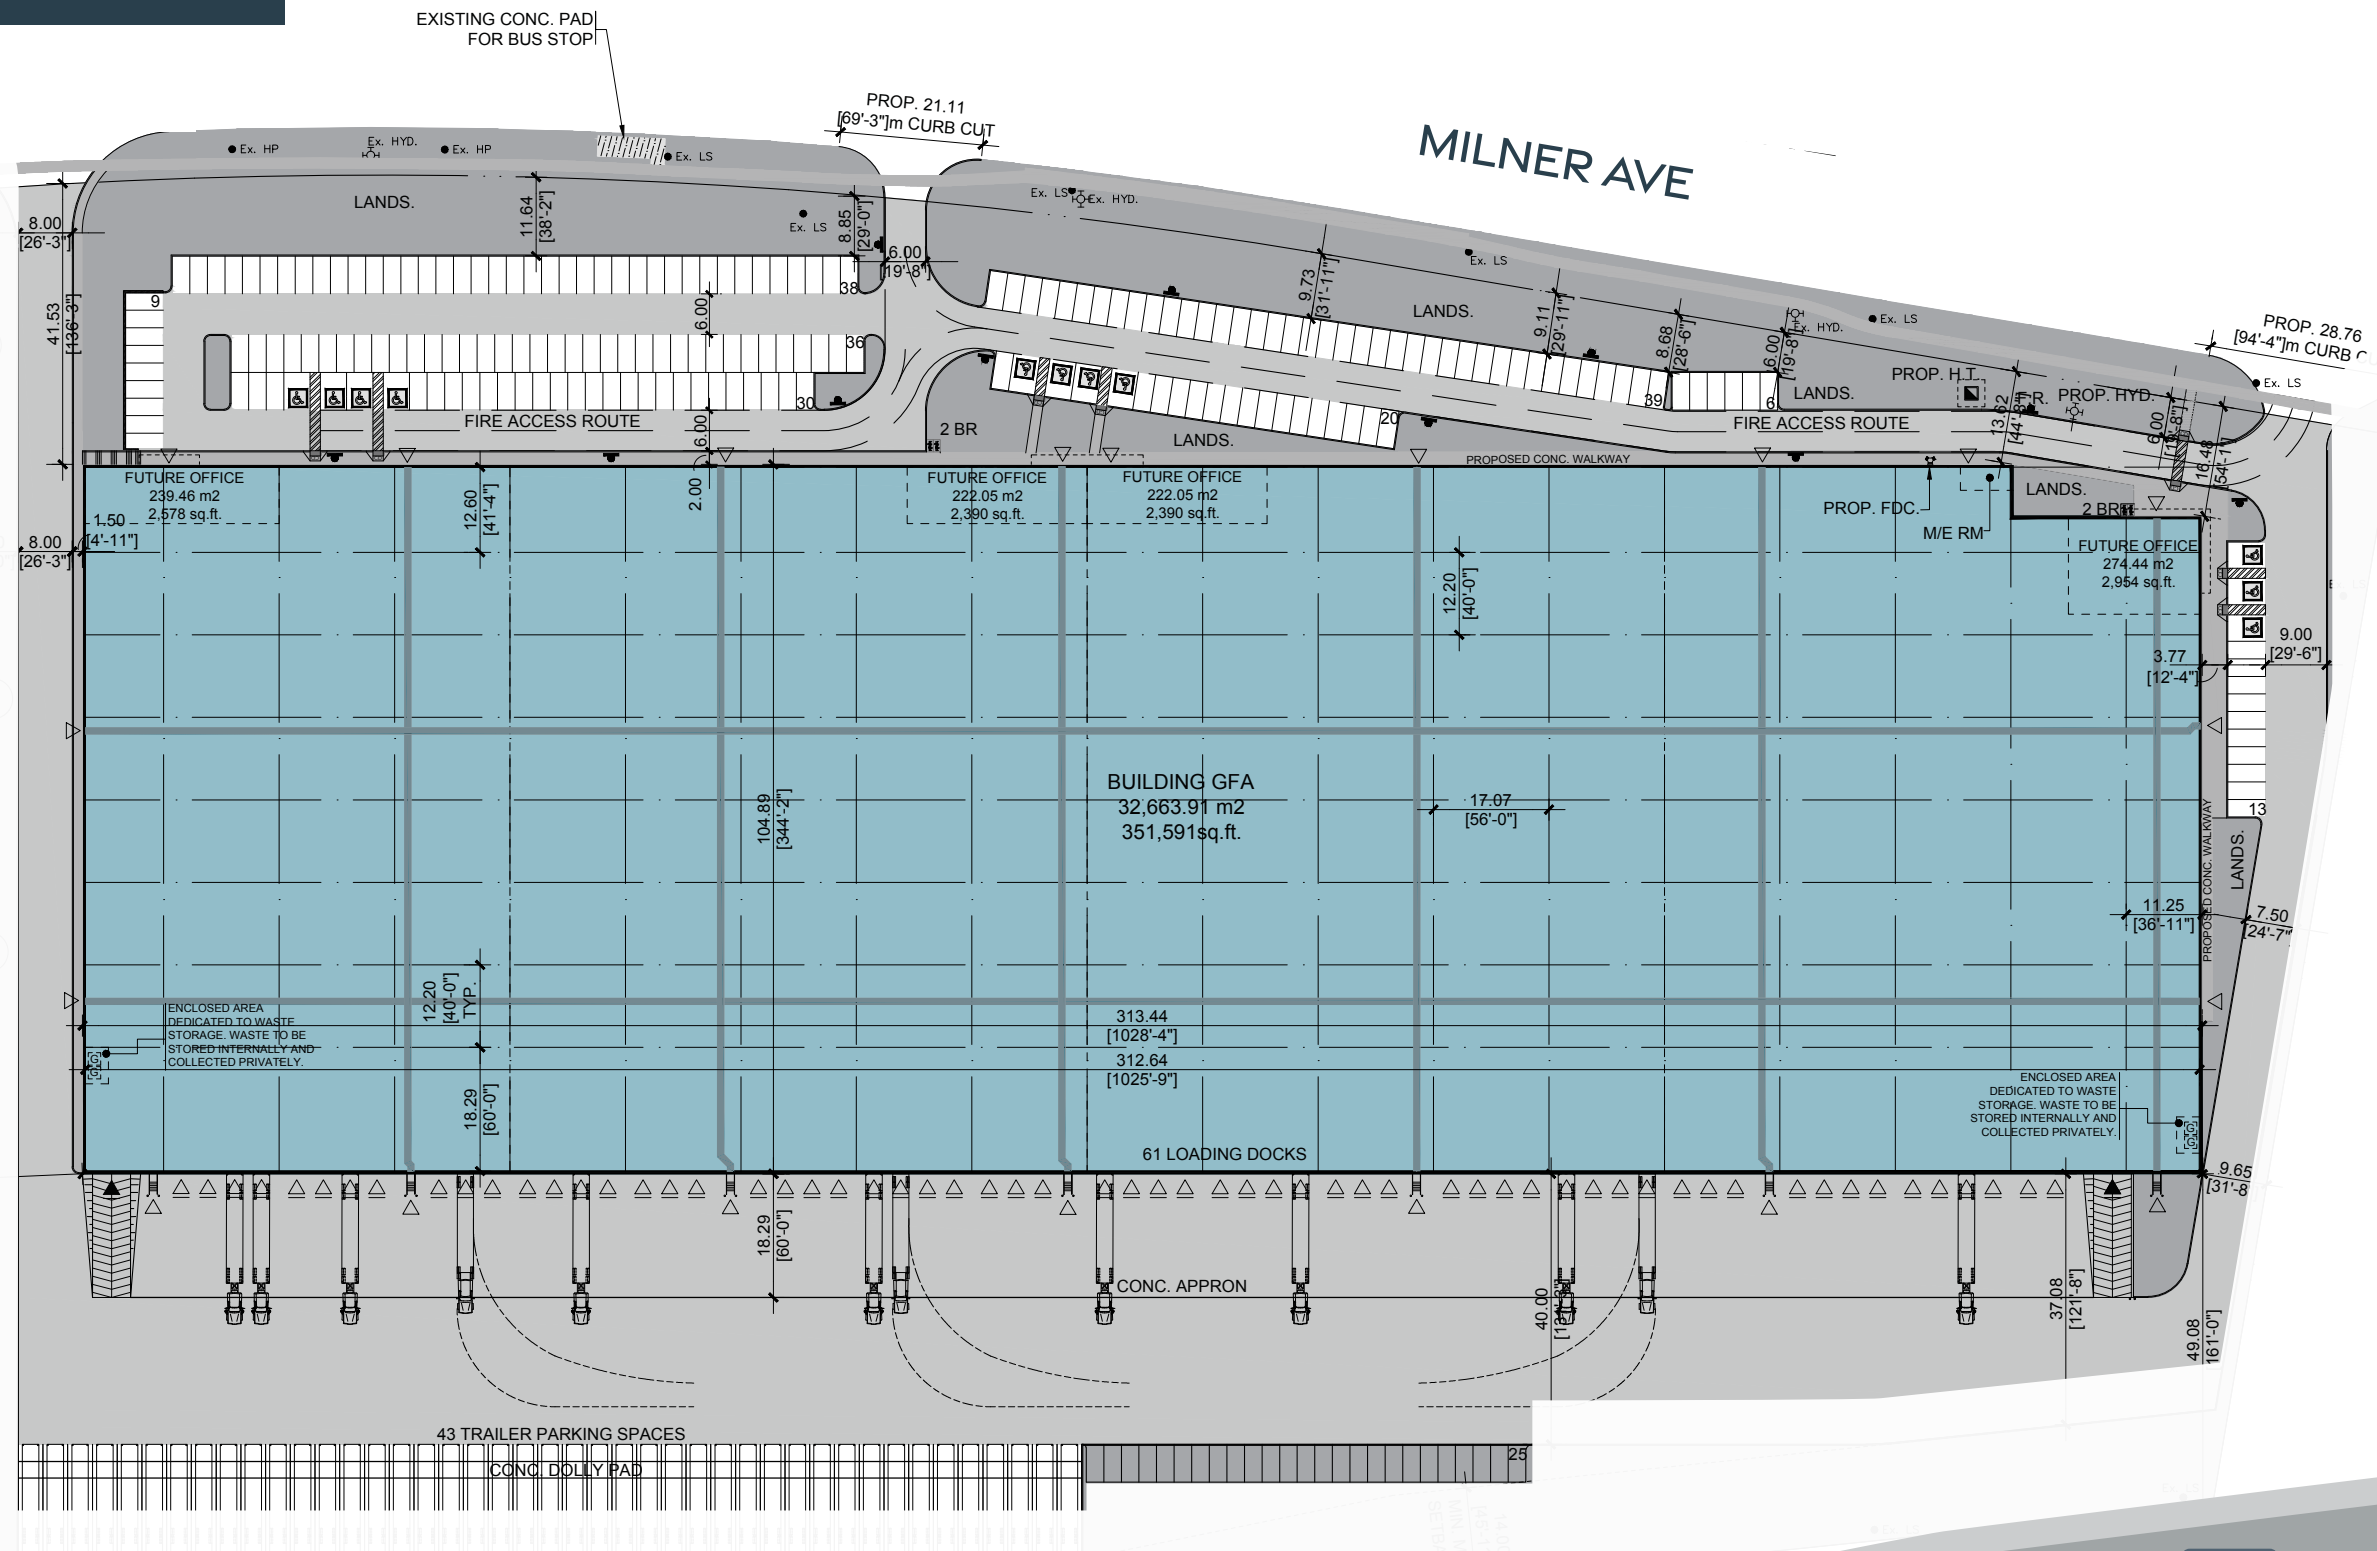 EXISTING CONC. PAD
FOR BUS STOP
PROP. 21.11
[69'-3"]m CURB CUT
MILNER AVE
Ex. HP
Ex. HYD.
Ex. HP
Ex. LS
LANDS.
11.64
[38'-2"]
8.85
[29'-0"]
Ex. LS
8.00
[26'-3"]
41.53
[136'-3"]
6.00
[19'-8"]
Ex. LS
Ex. HYD.
9.73
[31'-11"]
Ex. LS
LANDS.
9.11
[29'-11"]
8.68
[28'-6"]
6.00
[19'-8"]
Ex. HYD.
Ex. LS
PROP. 28.76
[94'-4"]m CURB C
Ex. LS
9
38
6.00
36
30
FIRE ACCESS ROUTE
6.00
2 BR
LANDS.
20
39
6
LANDS.
PROP. H.T.
TR.
PROP. HYD.
13.62
[44'-8"]
6.00
[19'-8"]
16.48
[54'-1"]
FIRE ACCESS ROUTE
PROPOSED CONC. WALKWAY
FUTURE OFFICE
239.46 m2
2,578 sq.ft.
1.50
[4'-11"]
8.00
[26'-3"]
12.60
[41'-4"]
2.00
FUTURE OFFICE
222.05 m2
2,390 sq.ft.
FUTURE OFFICE
222.05 m2
2,390 sq.ft.
PROP. FDC.
M/E RM
LANDS.
2 BR
FUTURE OFFICE
274.44 m2
2,954 sq.ft.
12.20
[40'-0"]
3.77
[12'-4"]
9.00
[29'-6"]
Ex. LS
BUILDING GFA
32,663.91 m2
351,591sq.ft.
104.89
[344'-2"]
17.07
[56'-0"]
13
PROPOSED CONC. WALKWAY
LANDS.
11.25
[36'-11"]
7.50
[24'-7"
12.20
[40'-0"]
TYP.
ENCLOSED AREA
DEDICATED TO WASTE
STORAGE. WASTE TO BE
STORED INTERNALLY AND
COLLECTED PRIVATELY.
G
G
313.44
[1028'-4"]
312.64
[1025'-9"]
18.29
[60'-0"]
ENCLOSED AREA
DEDICATED TO WASTE
STORAGE. WASTE TO BE
STORED INTERNALLY AND
COLLECTED PRIVATELY.
G
G
61 LOADING DOCKS
9.65
[31'-8
18.29
[60'-0"]
CONC. APPRON
40.00
37.08
[121'-8"]
49.08
161'-0"]
43 TRAILER PARKING SPACES
CONC. DOLLY PAD
25